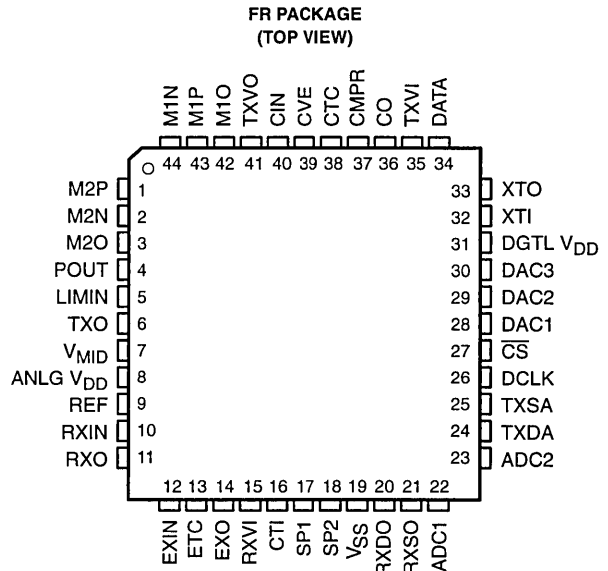 FR PACKAGE
(TOP VIEW)
M1N
M1P
M1O
TXVO
CIN
CVE
CTC
CMPR
CO
TXVI
DATA
44 43 42 41 40 39 38 37 36 35 34
M2P 1
M2N 2
M2O 3
POUT 4
LIMIN 5
TXO 6
VMID 7
ANLG VDD 8
REF 9
RXIN 10
RXO 11
33 XTO
32 XTI
31 DGTL VDD
30 DAC3
29 DAC2
28 DAC1
27 CS
26 DCLK
25 TXSA
24 TXDA
23 ADC2
12 13 14 15 16 17 18 19 20 21 22
EXIN
ETC
EXO
RXVI
CTI
SP1
SP2
VSS
RXDO
RXSO
ADC1